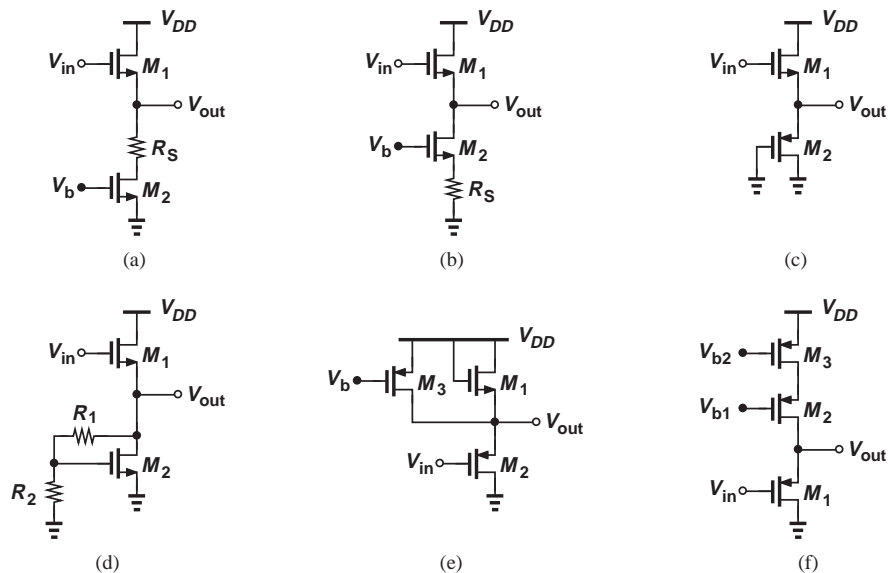 V_DD
V_in
M_1
V_out
R_S
V_b
M_2
(a)
V_DD
V_in
M_1
V_out
V_b
M_2
R_S
(b)
V_DD
V_in
M_1
V_out
M_2
(c)
V_DD
V_in
M_1
V_out
R_1
M_2
R_2
(d)
V_DD
V_b
M_3
M_1
V_out
V_in
M_2
(e)
V_DD
V_b2
M_3
V_b1
M_2
V_out
V_in
M_1
(f)